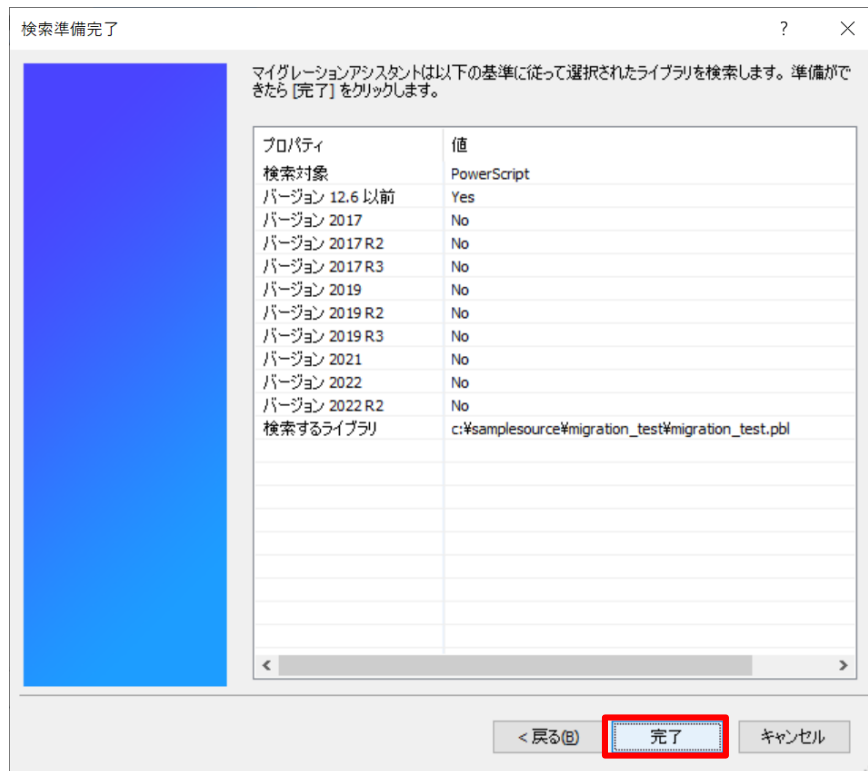 検索準備完了 ?
マイグレーションアシスタントは以下の基準に従って選択されたライブラリを検索します。準備がで
きたら [完了] をクリックします。
プロパティ 値
検索対象 PowerScript
バージョン 12.6 以前 Yes
バージョン 2017 No
バージョン 2017 R2 No
バージョン 2017 R3 No
バージョン 2019 No
バージョン 2019 R2 No
バージョン 2019 R3 No
バージョン 2021 No
バージョン 2022 No
バージョン 2022 R2 No
検索するライブラリ c:¥samplesource¥migration_test¥migration_test.pbl
< 戻る(B) 完了 キャンセル